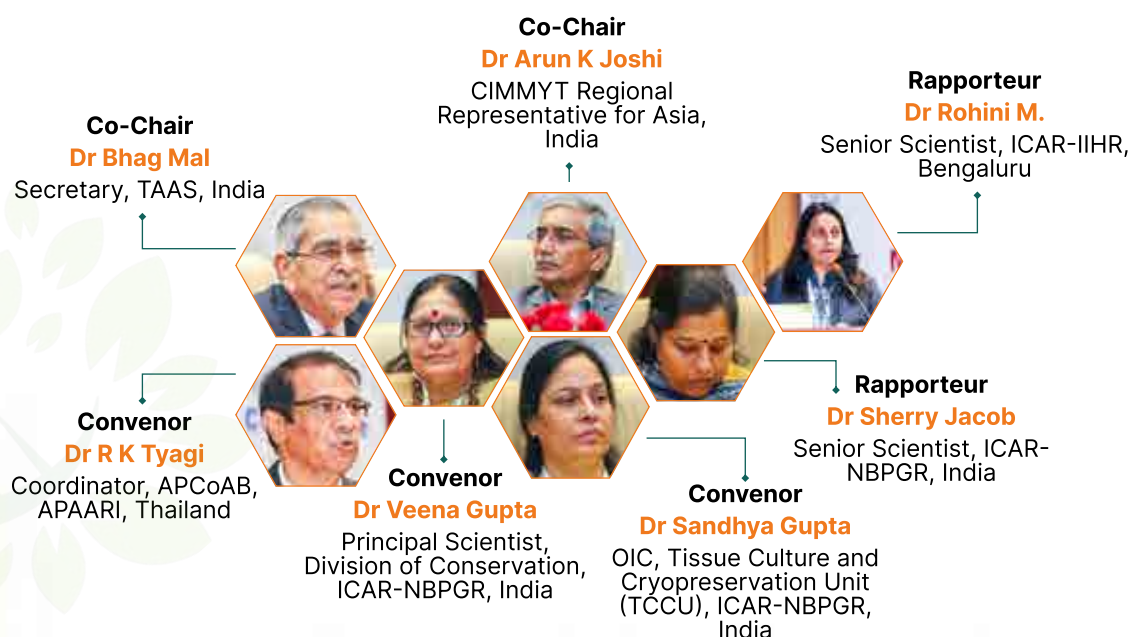 Co-Chair
Dr Arun K Joshi
CIMMYT Regional
Representative for Asia,
India
Rapporteur
Dr Rohini M.
Senior Scientist, ICAR-IIHR,
Bengaluru
Co-Chair
Dr Bhag Mal
Secretary, TAAS, India
Convenor
Dr R K Tyagi
Coordinator, APCoAB,
APAARI, Thailand
Convenor
Dr Veena Gupta
Principal Scientist,
Division of Conservation,
ICAR-NBPGR, India
Convenor
Dr Sandhya Gupta
OIC, Tissue Culture and
Cryopreservation Unit
(TCCU), ICAR-NBPGR,
India
Rapporteur
Dr Sherry Jacob
Senior Scientist, ICAR-
NBPGR, India